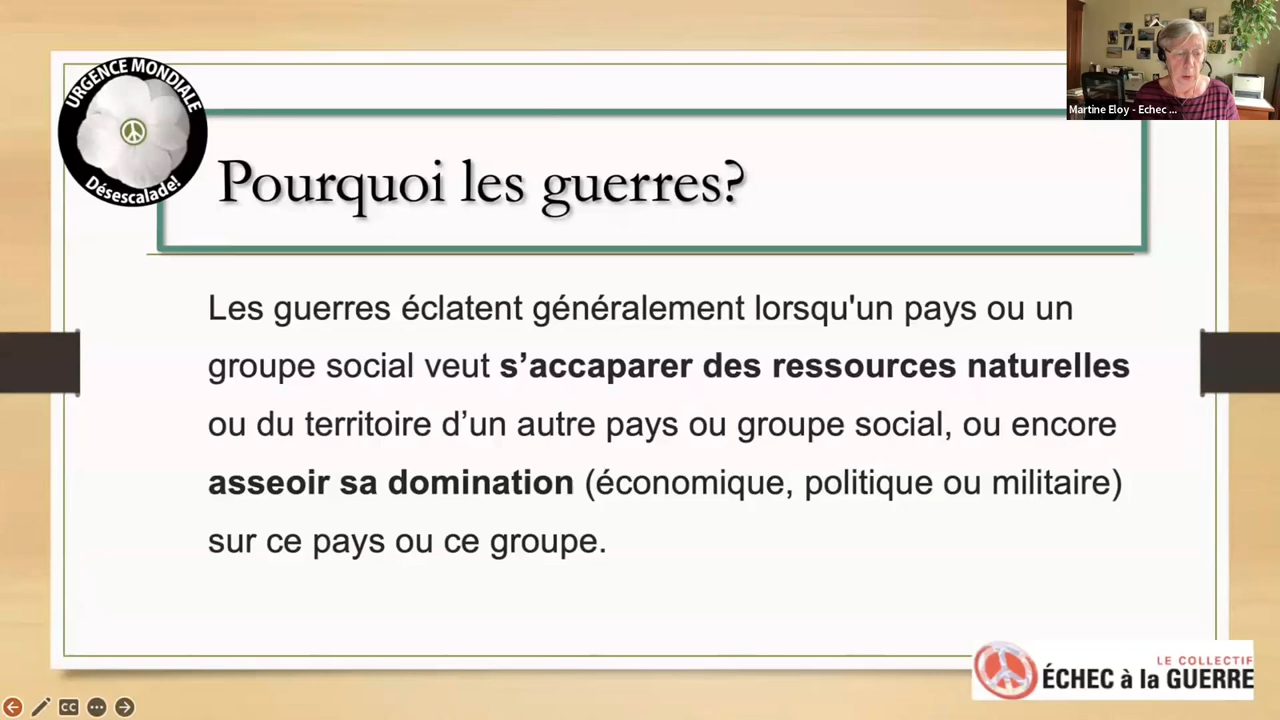 URGENCE MONDIALE
Désescalade!
Martine Eloy - Echec ...
Pourquoi les guerres?
Les guerres éclatent généralement lorsqu'un pays ou un
groupe social veut s’accaparer des ressources naturelles
ou du territoire d’un autre pays ou groupe social, ou encore
asseoir sa domination (économique, politique ou militaire)
sur ce pays ou ce groupe.
LE COLLECTIF
ÉCHEC à la GUERRE
CC